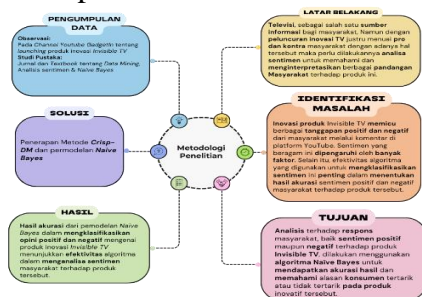 PENGUMPULAN
DATA
Observasi:
Pada Channel Youtube GadgetIn tentang
launching produk inovasi Invisible TV
Studi Pustaka:
Jurnal dan Textbook tentang Data Mining,
Analisis sentimen & Naive Bayes
SOLUSI
Penerapan Metode Crisp-
DM dan permodelan Naive
Bayes
HASIL
Hasil akurasi dari pemodelan Naive
Bayes dalam mengklasifikasikan
opini positif dan negatif mengenai
produk inovasi Invisible TV
menunjukkan efektivitas algoritma
dalam menganalisa sentimen
masyarakat terhadap produk
tersebut.
Metodologi
Penelitian
LATAR BELAKANG
Televisi, sebagai salah satu sumber
informasi bagi masyarakat. Namun dengan
peluncuran inovasi TV justru menuai pro
dan kontra masyarakat dengan adanya hal
tersebut maka perlu dilakukannya analisa
sentimen untuk memahami dan
menginterpretasikan berbagai pandangan
Masyarakat terhadap produk ini.
IDENTIFIKASI
MASALAH
Inovasi produk Invisible TV memicu
berbagai tanggapan positif dan negatif
dari masyarakat melalui komentar di
platform YouTube. Sentimen yang
beragam ini dipengaruhi oleh banyak
faktor. Selain itu, efektivitas algoritma
yang digunakan untuk mengklasifikasikan
sentimen ini penting dalam menentukan
hasil akurasi sentimen positif dan negatif
masyarakat terhadap produk tersebut.
TUJUAN
Analisis terhadap respons
masyarakat, baik sentimen positif
maupun negatif terhadap produk
Invisible TV, dilakukan menggunakan
algoritma Naive Bayes untuk
mendapatkan akurasi hasil dan
memahami alasan konsumen tertarik
atau tidak tertarik pada produk
inovatif tersebut.